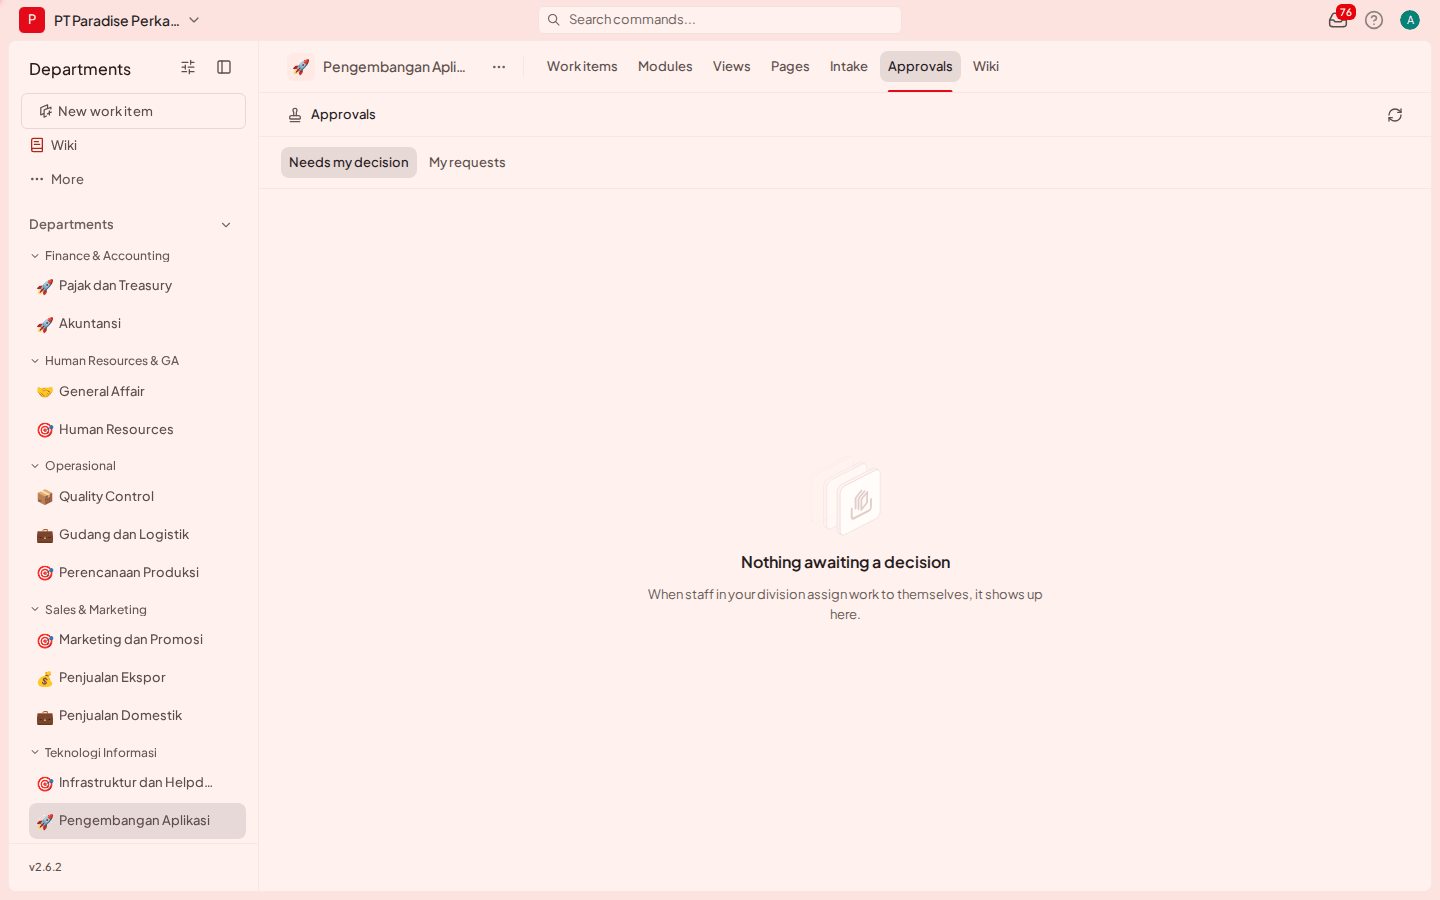 P
PT Paradise Perka...
Search commands...
76
A
Departments
New work item
Wiki
More
Departments
Finance & Accounting
Pajak dan Treasury
Akuntansi
Human Resources & GA
General Affair
Human Resources
Operasional
Quality Control
Gudang dan Logistik
Perencanaan Produksi
Sales & Marketing
Marketing dan Promosi
Penjualan Ekspor
Penjualan Domestik
Teknologi Informasi
Infrastruktur dan Helpd...
Pengembangan Aplikasi
v2.6.2
Pengembangan Apli... Work items Modules Views Pages Intake Approvals Wiki
Approvals
Needs my decision My requests
Nothing awaiting a decision
When staff in your division assign work to themselves, it shows up
here.